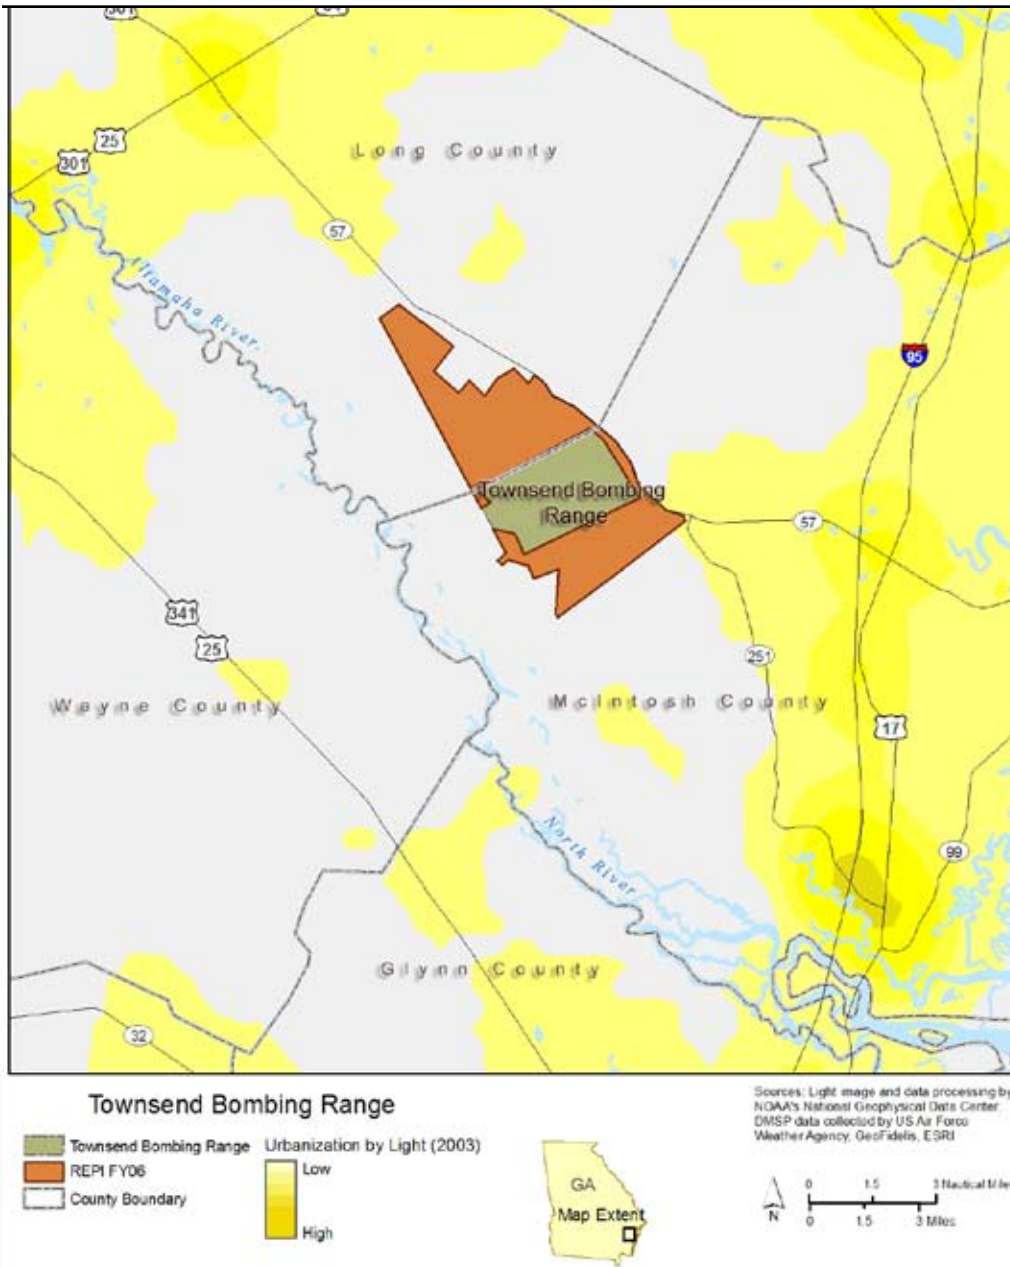 301
84
25
301
Long County
57
Altamaha River
95
Townsend Bombing
Range
57
341
25
251
Wayne County
McIntosh County
17
North River
99
Glynn County
32
Townsend Bombing Range
Townsend Bombing Range
REPI FY06
County Boundary
Urbanization by Light (2003)
Low
High
GA
Map Extent
Sources: Light image and data processing by
NOAA's National Geophysical Data Center.
DMSP data collected by US Air Force
Weather Agency, GeoFidelis, ESRI
N
0 1.5 3 Nautical Mile
0 1.5 3 Miles